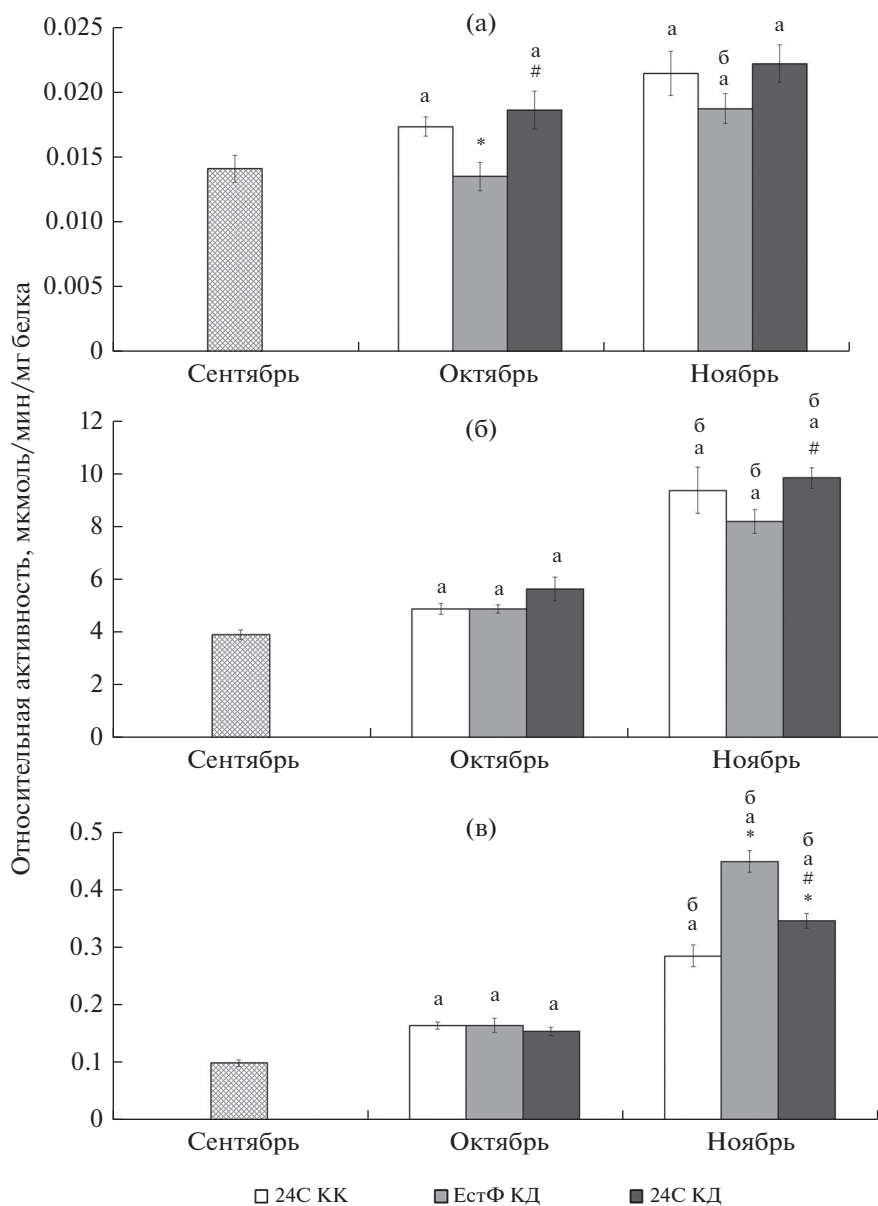 Относительная активность, мкмоль/мин/мг белка
(а)
0.025
0.020
0.015
0.010
0.005
0
а
*
а
#
а
б
а
а
Сентябрь
Октябрь
Ноябрь
(б)
12
10
8
6
4
2
0
а
а
а
б
а
б
а
б
а
#
Сентябрь
Октябрь
Ноябрь
(в)
0.5
0.4
0.3
0.2
0.1
0
а
а
а
б
а
б
а
*
б
а
#
*
Сентябрь
Октябрь
Ноябрь
24С КК
ЕстФ КД
24С КД